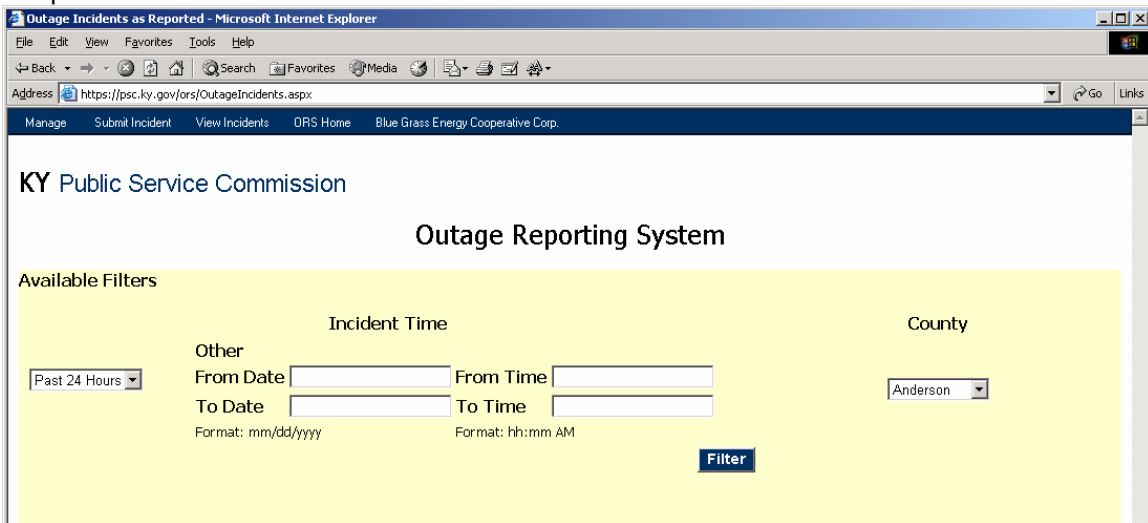 Outage Incidents as Reported - Microsoft Internet Explorer
File Edit View Favorites Tools Help
Back Search Favorites Media
Address https://psc.ky.gov/ors/OutageIncidents.aspx Go Links
Manage Submit Incident View Incidents ORS Home Blue Grass Energy Cooperative Corp.
KY Public Service Commission
Outage Reporting System
Available Filters
Incident Time County
Other
Past 24 Hours From Date From Time Anderson
To Date To Time
Format: mm/dd/yyyy Format: hh:mm AM
Filter